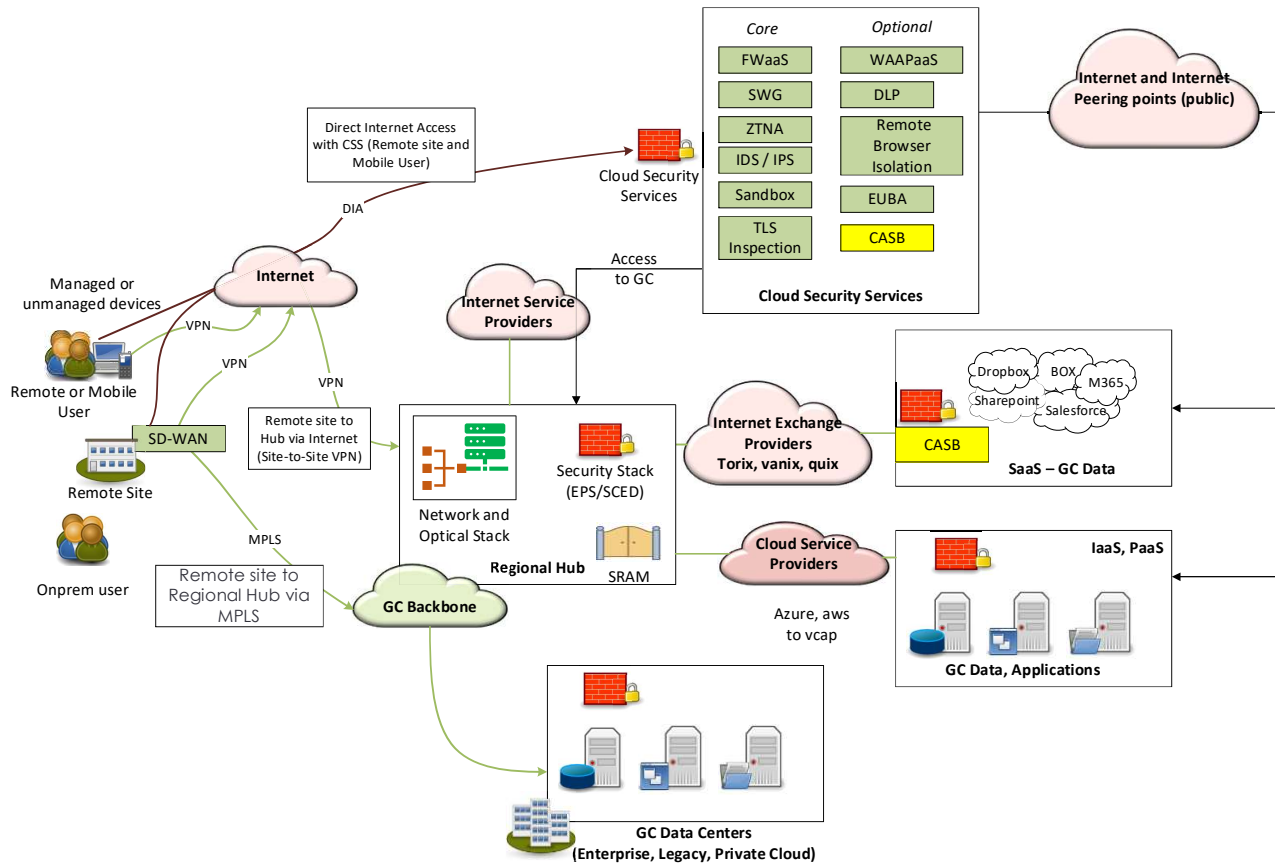 Core
Optional
FWaaS
WAAPaaS
SWG
DLP
ZTNA
Remote
Browser
Isolation
IDS / IPS
Sandbox
EUBA
TLS
Inspection
CASB
Cloud Security Services
Internet and Internet
Peering points (public)
Direct Internet Access
with CSS (Remote site and
Mobile User)
Cloud Security
Services
DIA
Access
to GC
Internet
Managed or
unmanaged devices
VPN
VPN
VPN
Remote or Mobile
User
Internet Service
Providers
SD-WAN
Remote Site
Remote site to
Hub via Internet
(Site-to-Site VPN)
Network and
Optical Stack
Security Stack
(EPS/SCED)
Regional Hub
SRAM
Internet Exchange
Providers
Torix, vanix, quix
Dropbox
BOX
M365
Sharepoint
Salesforce
CASB
SaaS – GC Data
MPLS
Onprem user
Remote site to
Regional Hub via
MPLS
GC Backbone
Cloud Service
Providers
Azure, aws
to vcap
IaaS, PaaS
GC Data, Applications
GC Data Centers
(Enterprise, Legacy, Private Cloud)